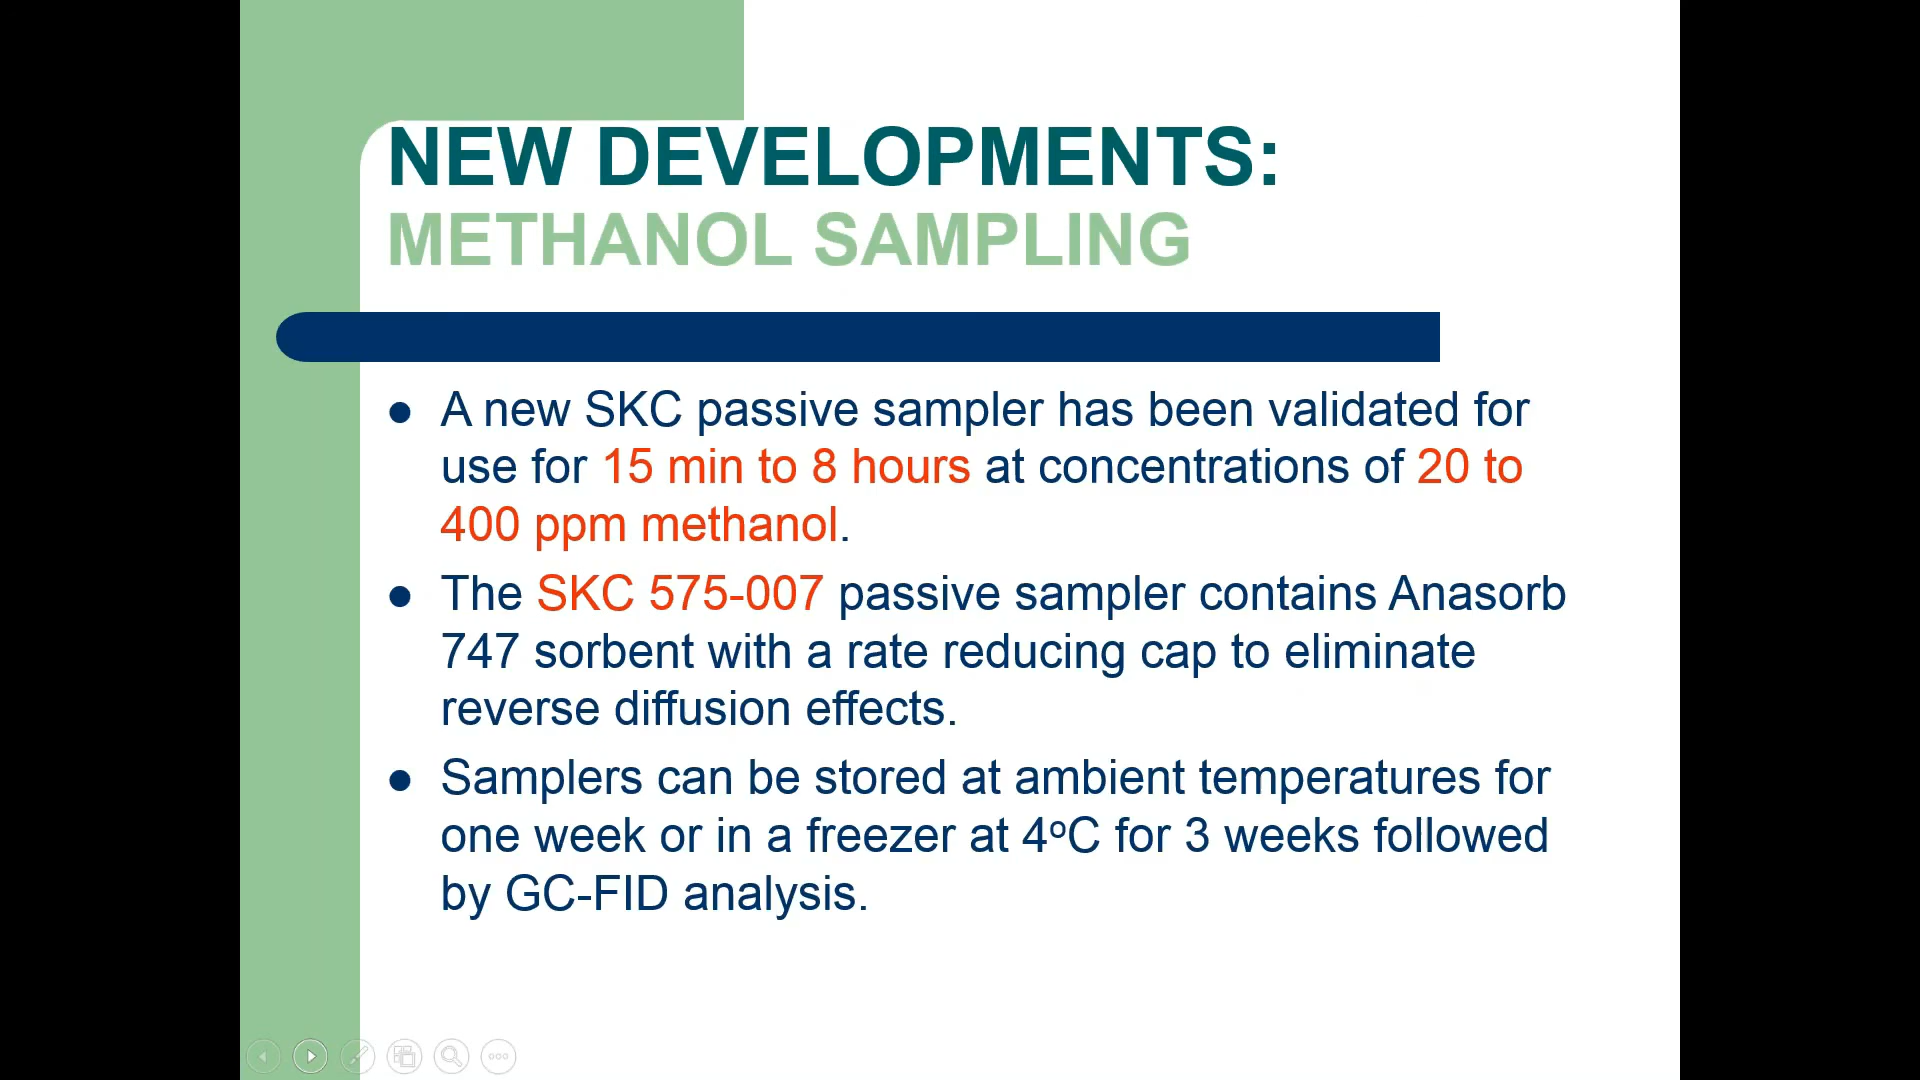 NEW DEVELOPMENTS:
METHANOL SAMPLING
A new SKC passive sampler has been validated for
use for 15 min to 8 hours at concentrations of 20 to
400 ppm methanol.
The SKC 575-007 passive sampler contains Anasorb
747 sorbent with a rate reducing cap to eliminate
reverse diffusion effects.
Samplers can be stored at ambient temperatures for
one week or in a freezer at 4ºC for 3 weeks followed
by GC-FID analysis.